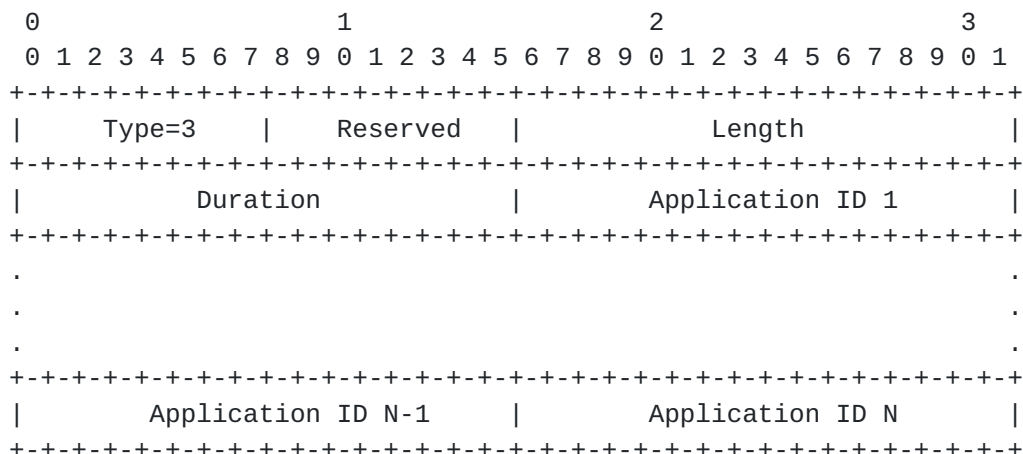 0                   1                   2                   3
 0 1 2 3 4 5 6 7 8 9 0 1 2 3 4 5 6 7 8 9 0 1 2 3 4 5 6 7 8 9 0 1
+-+-+-+-+-+-+-+-+-+-+-+-+-+-+-+-+-+-+-+-+-+-+-+-+-+-+-+-+-+-+-+-+
|     Type=3    |    Reserved   |            Length             |
+-+-+-+-+-+-+-+-+-+-+-+-+-+-+-+-+-+-+-+-+-+-+-+-+-+-+-+-+-+-+-+-+
|           Duration            |        Application ID 1       |
+-+-+-+-+-+-+-+-+-+-+-+-+-+-+-+-+-+-+-+-+-+-+-+-+-+-+-+-+-+-+-+-+
.                                                               .
.                                                               .
.                                                               .
+-+-+-+-+-+-+-+-+-+-+-+-+-+-+-+-+-+-+-+-+-+-+-+-+-+-+-+-+-+-+-+-+
|        Application ID N-1     |        Application ID N       |
+-+-+-+-+-+-+-+-+-+-+-+-+-+-+-+-+-+-+-+-+-+-+-+-+-+-+-+-+-+-+-+-+